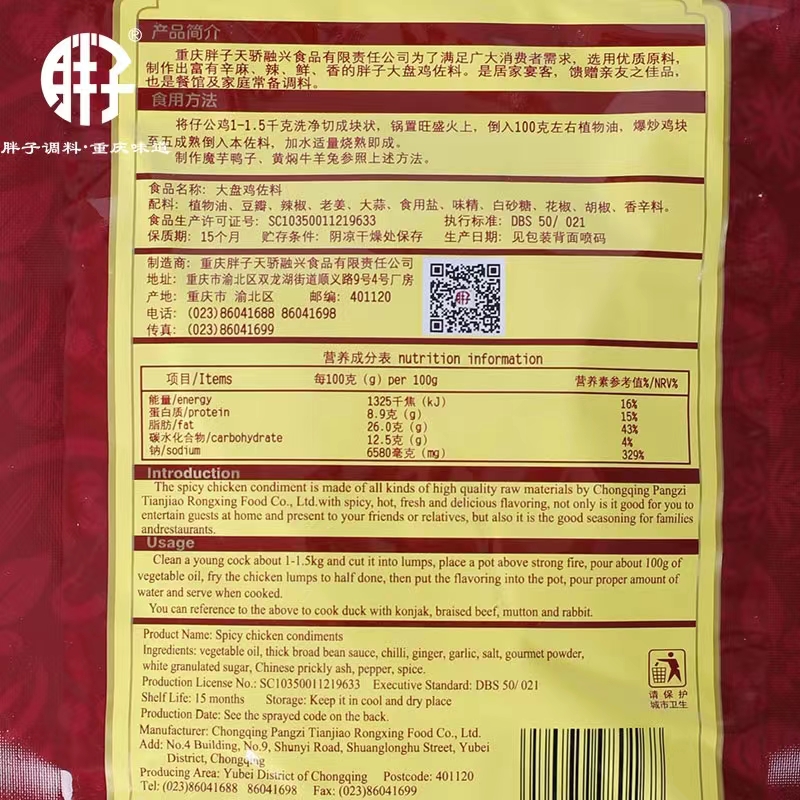 胖子®
胖子调料·重庆味道
产品简介
重庆胖子天骄融兴食品有限责任公司为了满足广大消费者需求，选用优质原料，
制作出富有辛麻、辣、鲜、香的胖子大盘鸡佐料。是居家宴客，馈赠亲友之佳品，
也是餐馆及家庭常备调料。
食用方法
将仔公鸡1-1.5千克洗净切成块状，锅置旺盛火上，倒入100克左右植物油，爆炒鸡块
至五成熟倒入本佐料，加水适量烧熟即成。
制作魔芋鸭子、黄焖牛羊兔参照上述方法。
食品名称：大盘鸡佐料
配料：植物油、豆瓣、辣椒、老姜、大蒜、食用盐、味精、白砂糖、花椒、胡椒、香辛料。
食品生产许可证号：SC10350011219633 执行标准：DBS 50/ 021
保质期：15个月 贮存条件：阴凉干燥处保存 生产日期：见包装背面喷码
制造商：重庆胖子天骄融兴食品有限责任公司
地址：重庆市渝北区双龙湖街道顺义路9号4号厂房
产地：重庆市 渝北区 邮编：401120
电话：(023)86041688 86041698
传真：(023)86041699
营养成分表 nutrition information
项目/Items 每100克（g）per 100g 营养素参考值%/NRV%
能量/energy 1325千焦（kJ） 16%
蛋白质/protein 8.9克（g） 15%
脂肪/fat 26.0克（g） 43%
碳水化合物/carbohydrate 12.5克（g） 4%
钠/sodium 6580毫克（mg） 329%
Introduction
The spicy chicken condiment is made of all kinds of high quality raw materials by Chongqing Pangzi
Tianjiao Rongxing Food Co., Ltd.with spicy, hot, fresh and delicious flavoring, not only is it good for you to
entertain guests at home and present to your friends or relatives, but also it is the good seasoning for families
andrestaurants.
Usage
Clean a young cock about 1-1.5kg and cut it into lumps, place a pot above strong fire, pour about 100g of
vegetable oil, fry the chicken lumps to half done, then put the flavoring into the pot, pour proper amount of
water and serve when cooked.
You can reference to the above to cook duck with konjak, braised beef, mutton and rabbit.
Product Name: Spicy chicken condiments
Ingredients: vegetable oil, thick broad bean sauce, chilli, ginger, garlic, salt, gourmet powder,
white granulated sugar, Chinese prickly ash, pepper, spice.
Production License No.: SC10350011219633 Executive Standard: DBS 50/ 021
Shelf Life: 15 months Storage: Keep it in cool and dry place
Production Date: See the sprayed code on the back.
请保护
城市卫生
Manufacturer: Chongqing Pangzi Tianjiao Rongxing Food Co., Ltd.
Add: No.4 Building, No.9, Shunyi Road, Shuanglonghu Street, Yubei
District, Chongqing
Producing Area: Yubei District of Chongqing Postcode: 401120
Tel: (023)86041688 86041698 Fax: (023)86041699